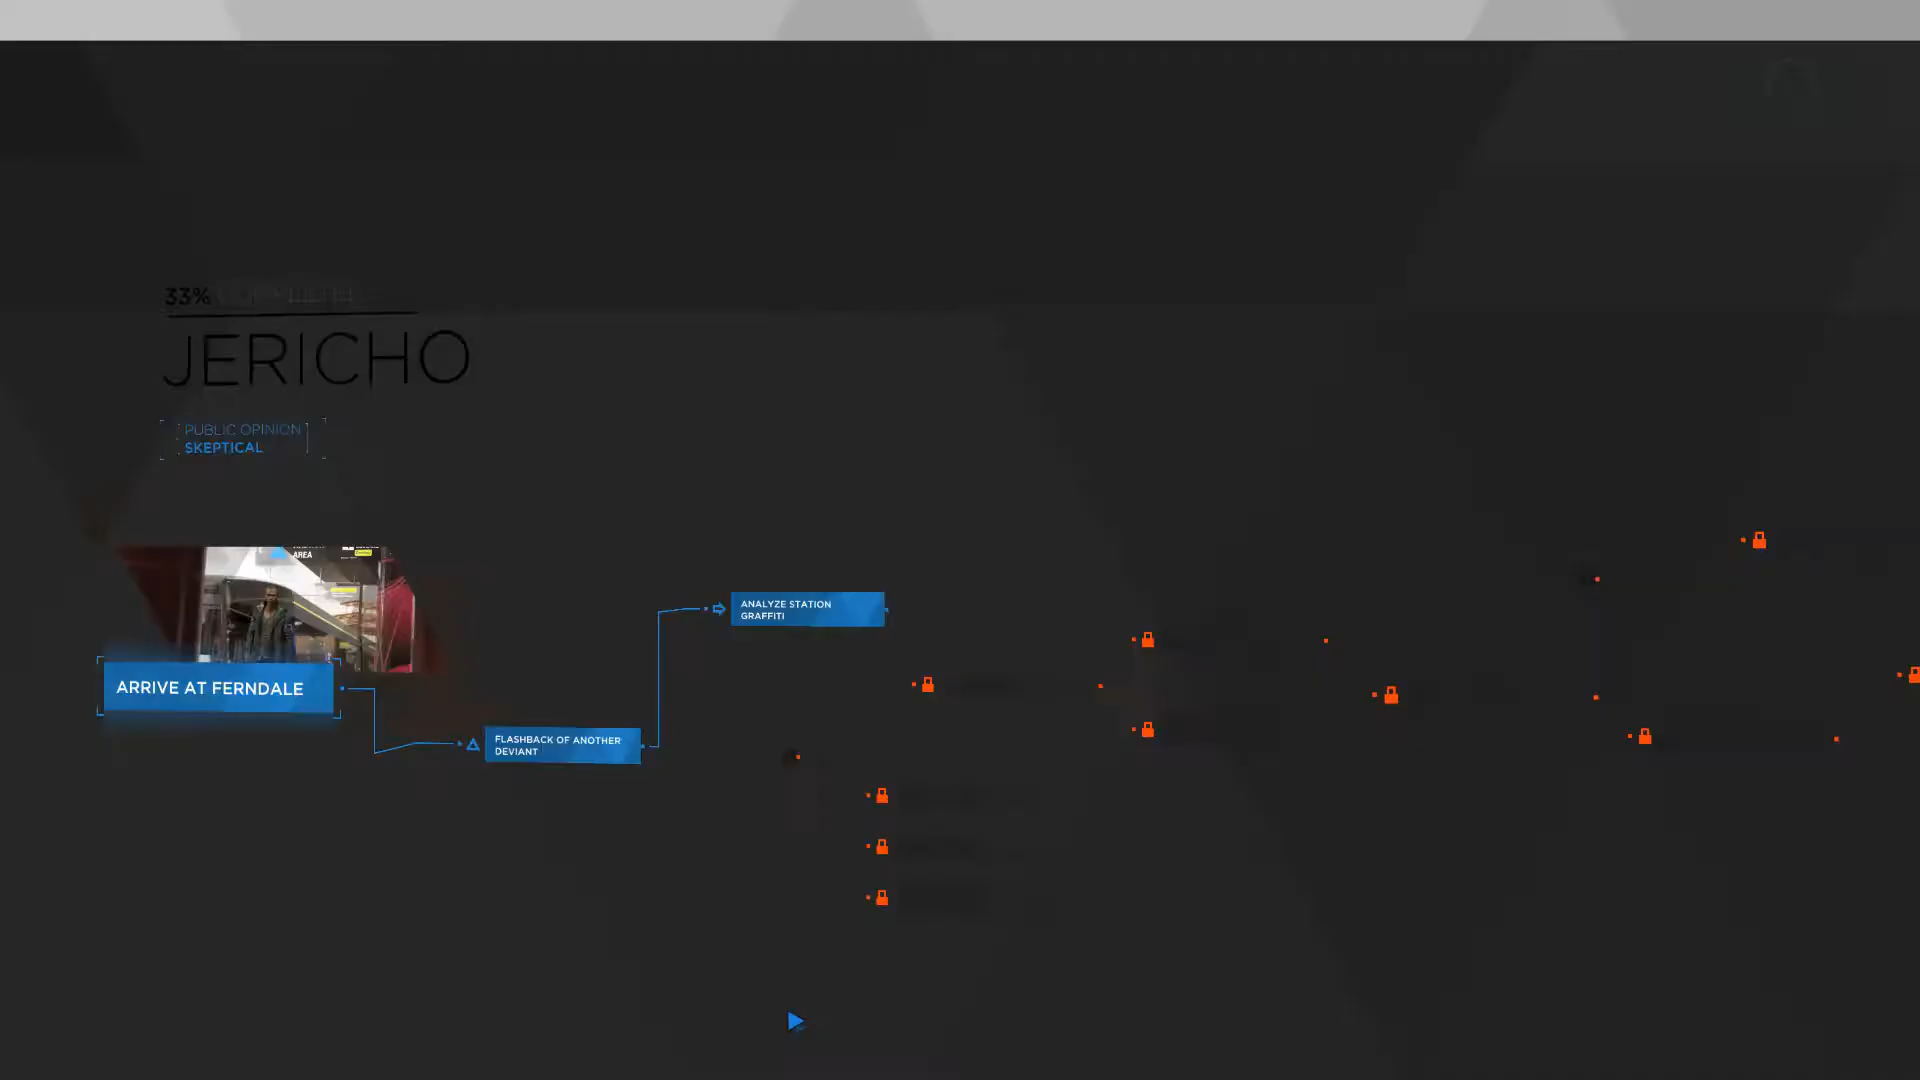 33%
JERICHO
PUBLIC OPINION
SKEPTICAL
AREA
ARRIVE AT FERNDALE
FLASHBACK OF ANOTHER
DEVIANT
ANALYZE STATION
GRAFFITI